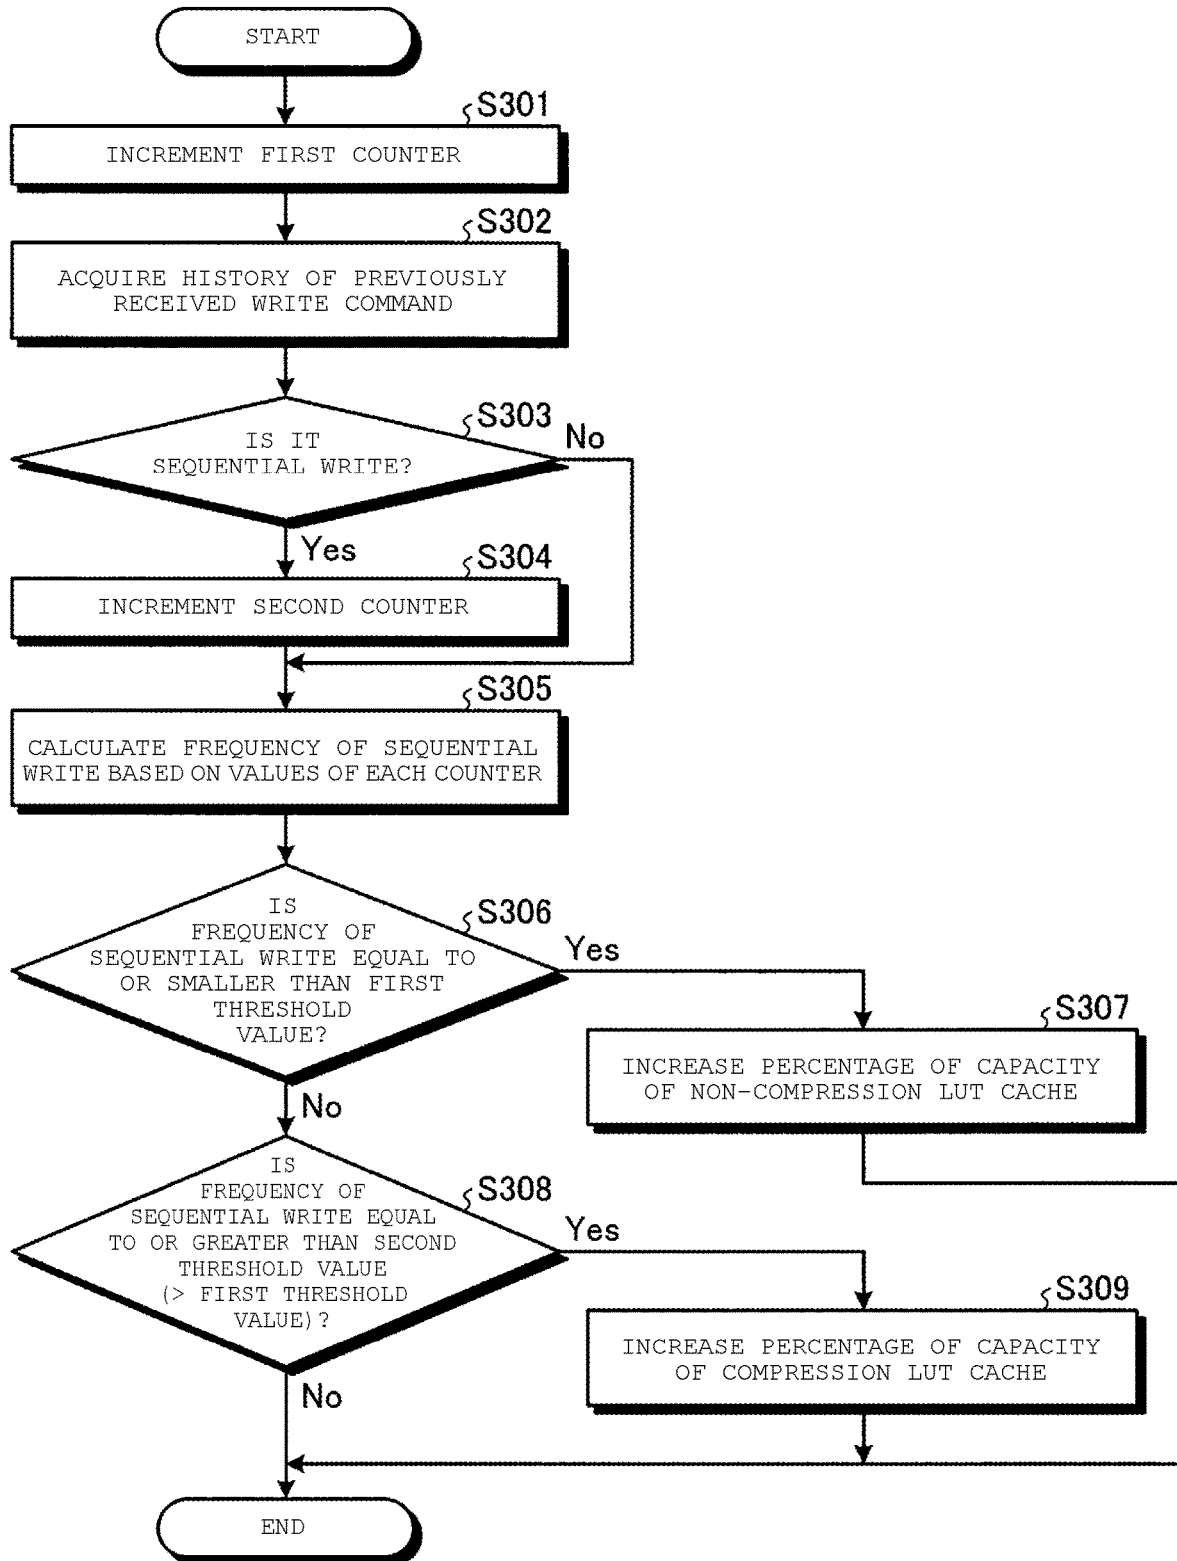 START
S301
INCREMENT FIRST COUNTER
S302
ACQUIRE HISTORY OF PREVIOUSLY
RECEIVED WRITE COMMAND
S303
IS IT
SEQUENTIAL WRITE?
No
Yes
S304
INCREMENT SECOND COUNTER
S305
CALCULATE FREQUENCY OF SEQUENTIAL
WRITE BASED ON VALUES OF EACH COUNTER
S306
IS
FREQUENCY OF
SEQUENTIAL WRITE EQUAL TO
OR SMALLER THAN FIRST
THRESHOLD
VALUE?
Yes
S307
INCREASE PERCENTAGE OF CAPACITY
OF NON-COMPRESSION LUT CACHE
No
S308
IS
FREQUENCY OF
SEQUENTIAL WRITE EQUAL
TO OR GREATER THAN SECOND
THRESHOLD VALUE
(> FIRST THRESHOLD
VALUE)?
Yes
S309
INCREASE PERCENTAGE OF CAPACITY
OF COMPRESSION LUT CACHE
No
END